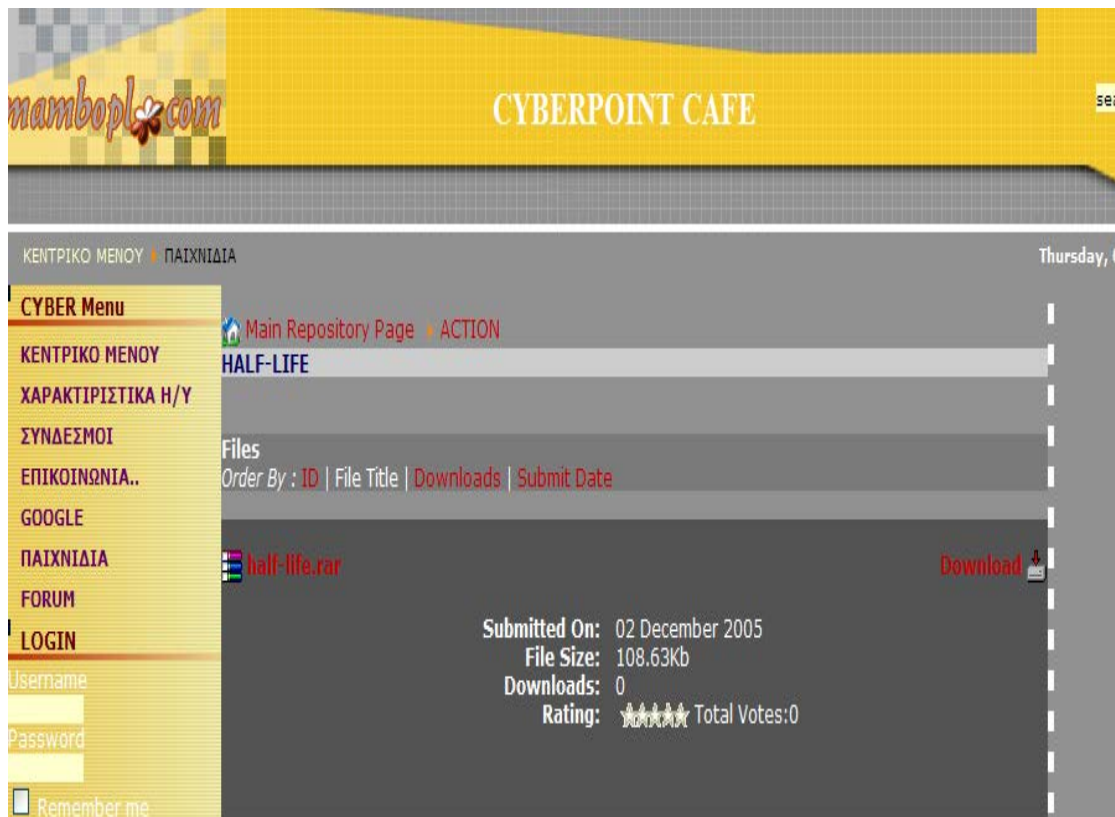 mambopl.com
CYBERPOINT CAFE
ΚΕΝΤΡΙΚΟ ΜΕΝΟΥ ΠΑΙΧΝΙΔΙΑ
Thursday,
CYBER Menu
ΚΕΝΤΡΙΚΟ ΜΕΝΟΥ
ΧΑΡΑΚΤΙΡΙΣΤΙΚΑ Η/Υ
ΣΥΝΔΕΣΜΟΙ
ΕΠΙΚΟΙΝΩΝΙΑ..
GOOGLE
ΠΑΙΧΝΙΔΙΑ
FORUM
LOGIN
Username
Password
Remember me
Main Repository Page ACTION
HALF-LIFE
Files
Order By : ID | File Title | Downloads | Submit Date
half-life.rar Download
Submitted On: 02 December 2005
File Size: 108.63Kb
Downloads: 0
Rating: Total Votes:0